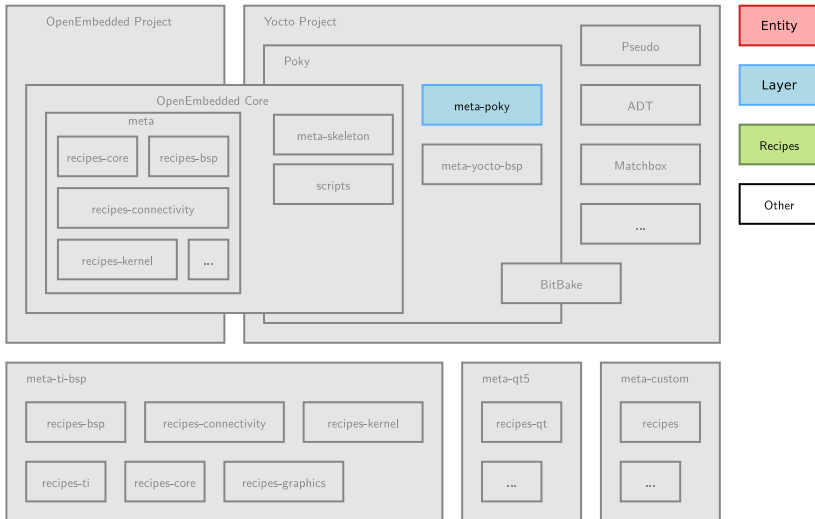 OpenEmbedded Project
Yocto Project
Poky
Pseudo
Entity
OpenEmbedded Core
meta
meta-skeleton
scripts
recipes-core
recipes-bsp
recipes-connectivity
recipes-kernel
...
meta-poky
meta-yocto-bsp
ADT
Matchbox
...
BitBake
Layer
Recipes
Other
meta-ti-bsp
recipes-bsp
recipes-connectivity
recipes-kernel
recipes-ti
recipes-core
recipes-graphics
meta-qt5
recipes-qt
...
meta-custom
recipes
...